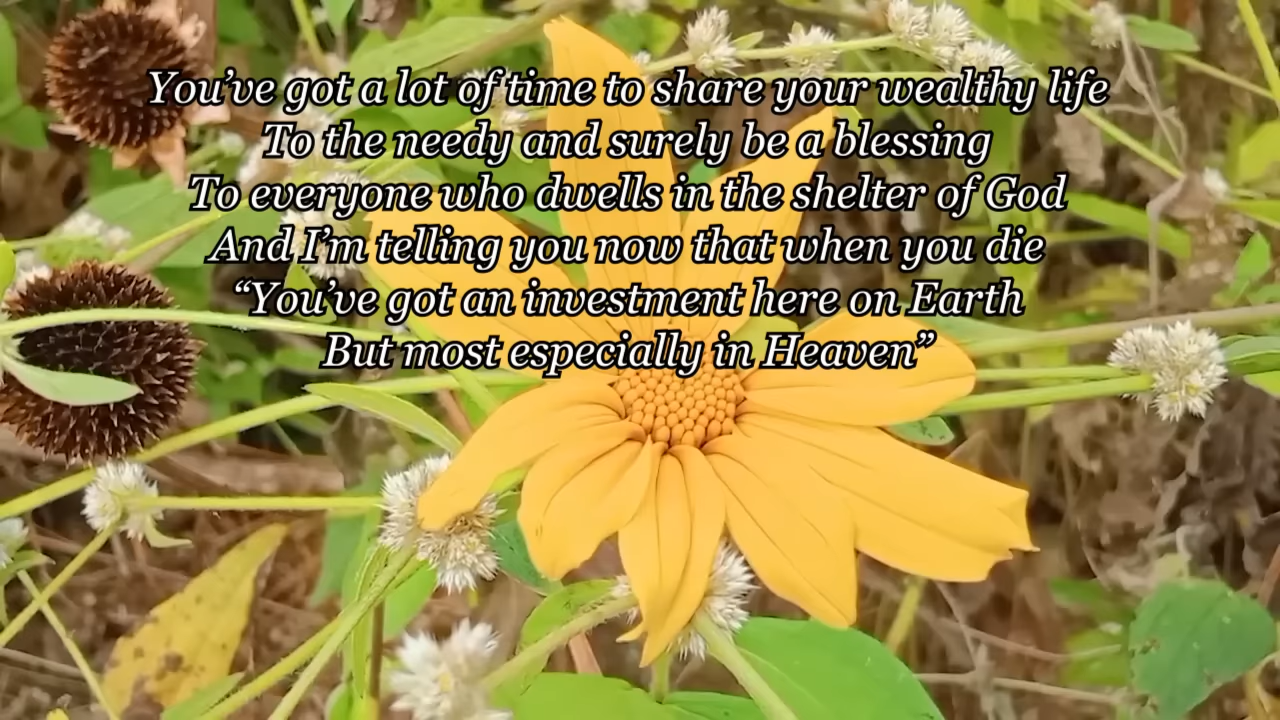 You’ve got a lot of time to share your wealthy life
To the needy and surely be a blessing
To everyone who dwells in the shelter of God
And I’m telling you now that when you die
“You’ve got an investment here on Earth
But most especially in Heaven”